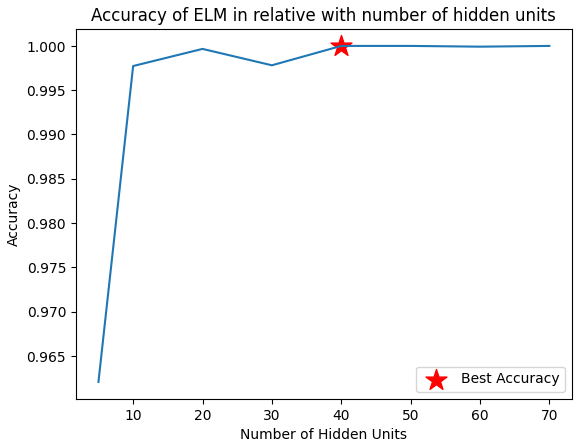 Accuracy of ELM in relative with number of hidden units
1.000
0.995
0.990
0.985
0.980
0.975
0.970
0.965
Accuracy
Best Accuracy
10 20 30 40 50 60 70
Number of Hidden Units